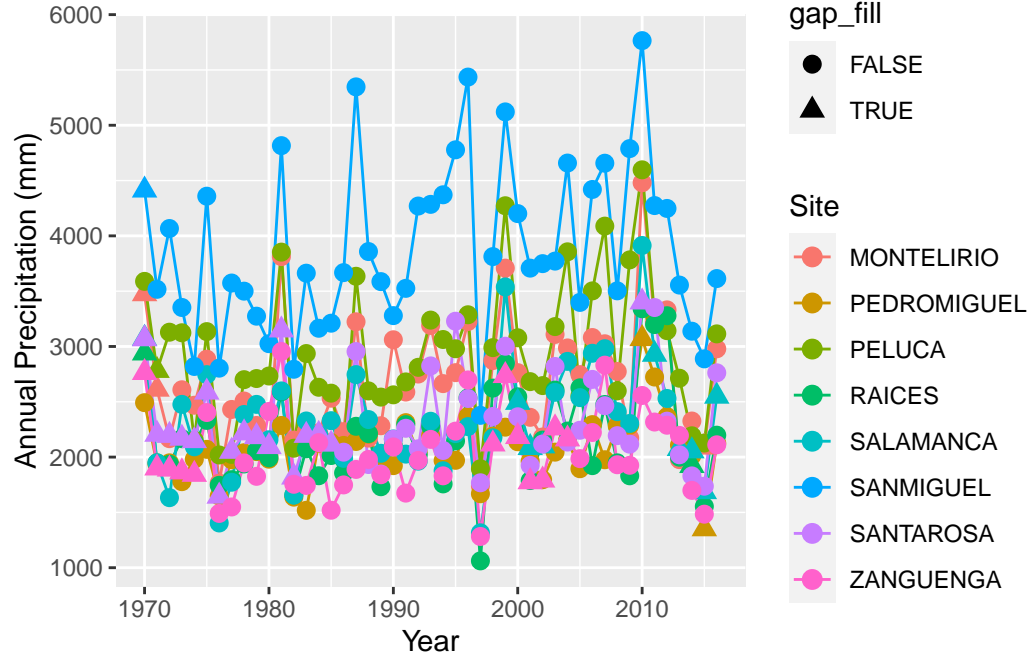 6000
5000
4000
3000
2000
1000
Annual Precipitation (mm)
1970
1980
1990
2000
2010
Year
gap_fill
FALSE
TRUE
Site
MONTELIRIO
PEDROMIGUEL
PELUCA
RAICES
SALAMANCA
SANMIGUEL
SANTAROSA
ZANGUENGA